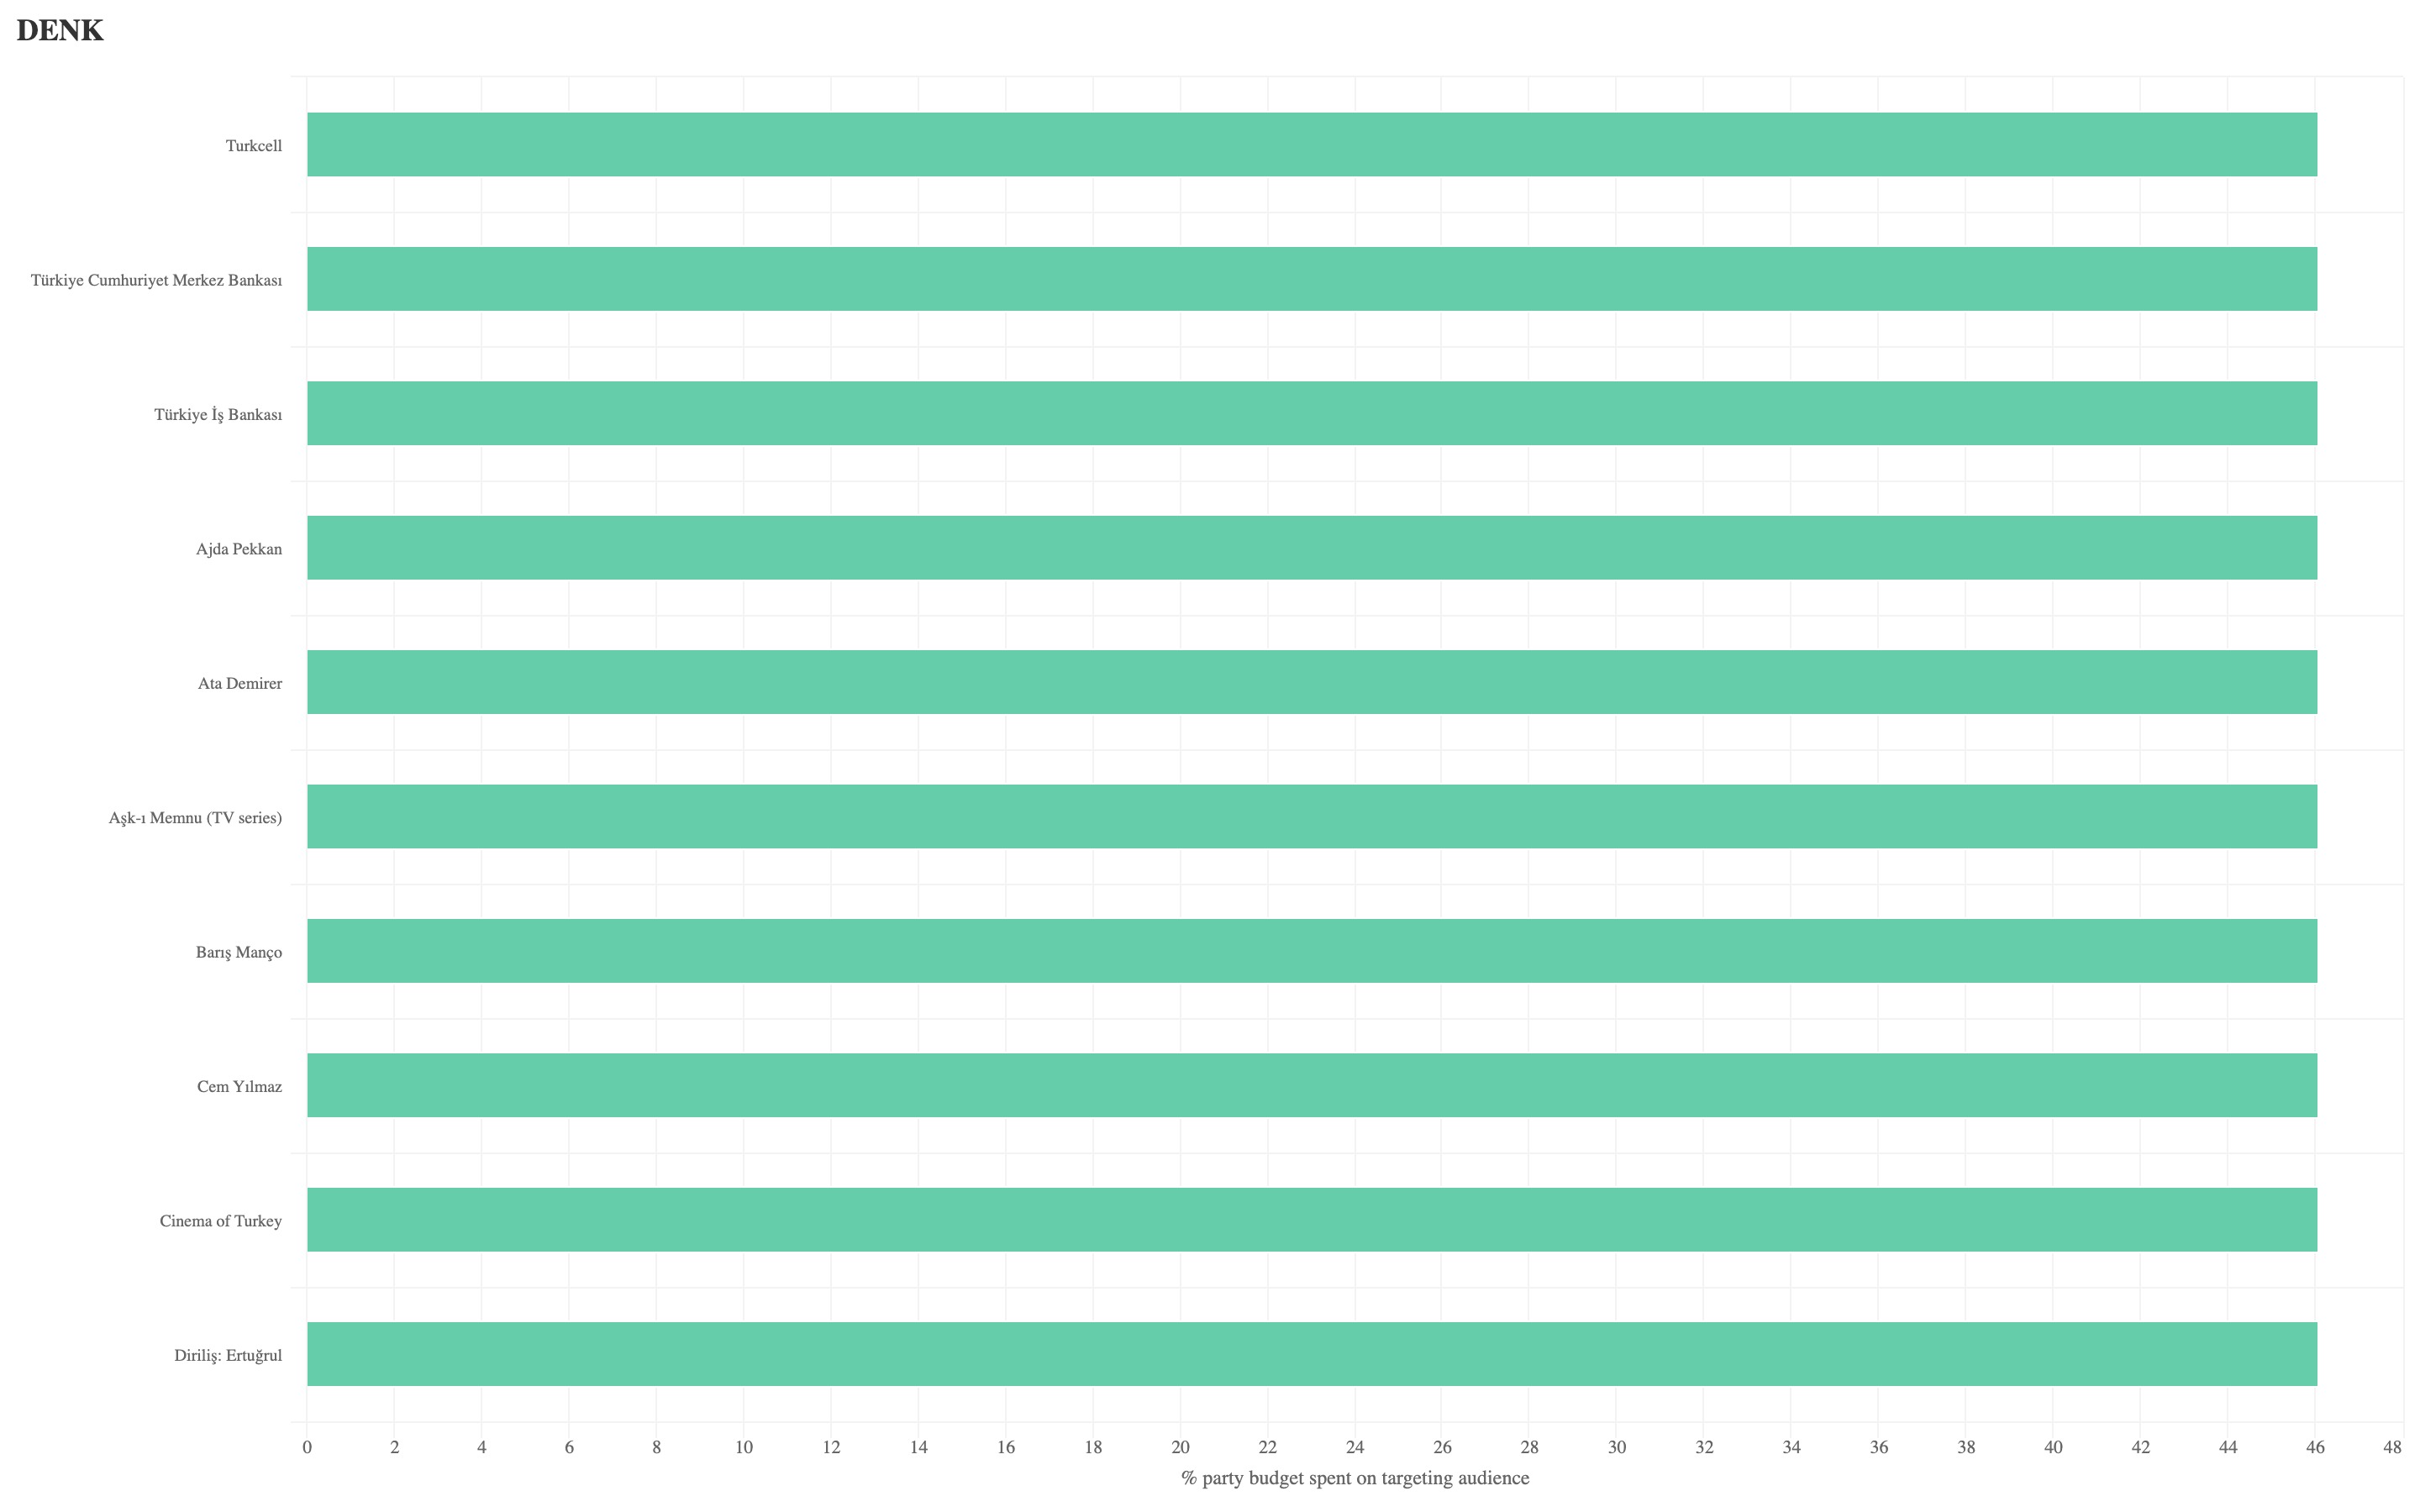 DENK
Turkcell
Türkiye Cumhuriyet Merkez Bankası
Türkiye İş Bankası
Ajda Pekkan
Ata Demirer
Aşk-ı Memnu (TV series)
Barış Manço
Cem Yılmaz
Cinema of Turkey
Diriliş: Ertuğrul
0 2 4 6 8 10 12 14 16 18 20 22 24 26 28 30 32 34 36 38 40 42 44 46 48
% party budget spent on targeting audience